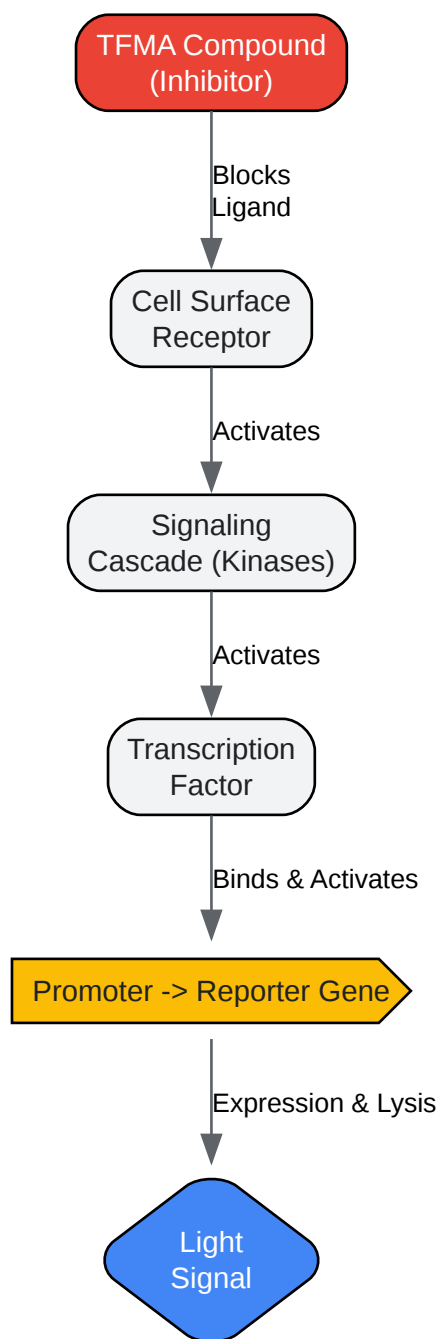 TFMA Compound
(Inhibitor)
Blocks
Ligand
Cell Surface
Receptor
Activates
Signaling
Cascade (Kinases)
Activates
Transcription
Factor
Binds & Activates
Promoter -> Reporter Gene
Expression & Lysis
Light
Signal